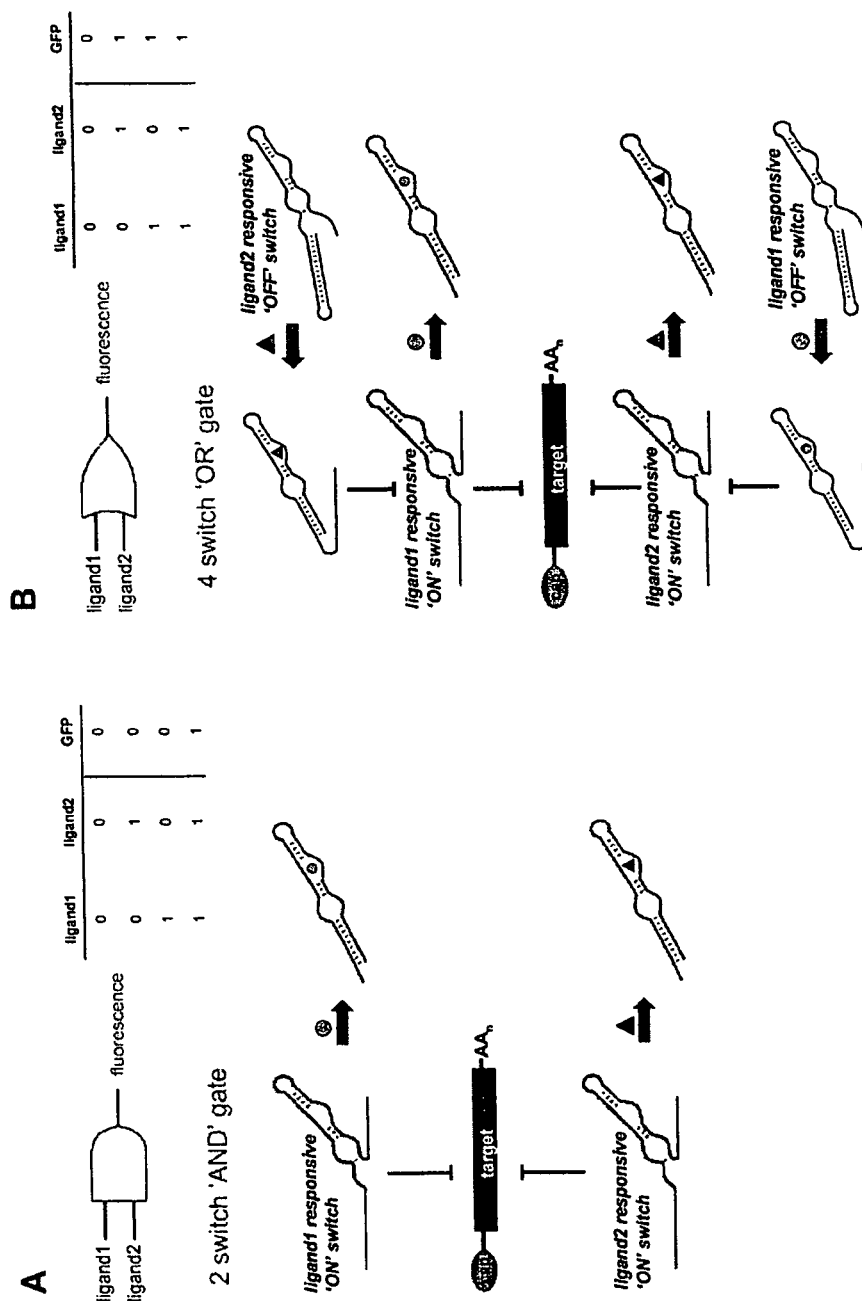 A
ligand1
ligand2
fluorescence
ligand1 ligand2 GFP
0 0 0
0 1 0
1 0 0
1 1 1
2 switch 'AND' gate
ligand1 responsive
'ON' switch
cap
target
AAn
ligand2 responsive
'ON' switch
B
ligand1
ligand2
fluorescence
ligand1 ligand2 GFP
0 0 0
0 1 1
1 0 1
1 1 1
4 switch 'OR' gate
ligand2 responsive
'OFF' switch
ligand1 responsive
'ON' switch
cap
target
AAn
ligand2 responsive
'ON' switch
ligand1 responsive
'OFF' switch